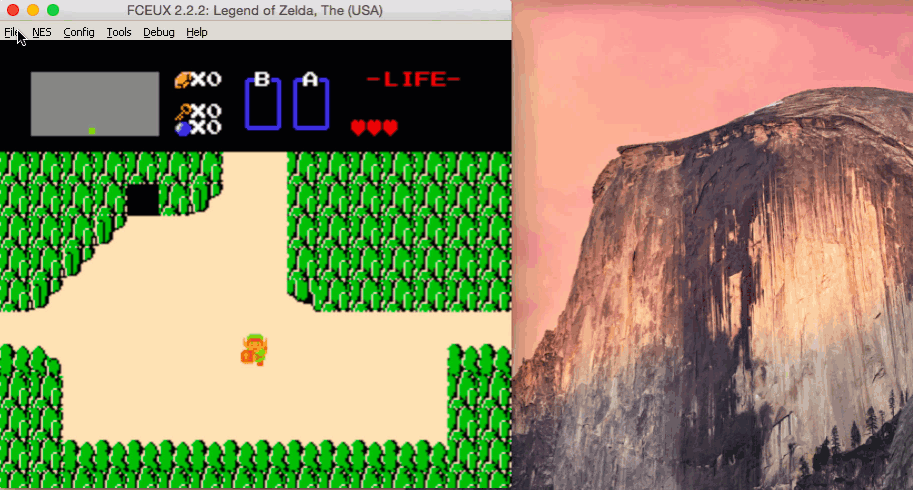 FCEUX 2.2.2: Legend of Zelda, The (USA)
File NES Config Tools Debug Help
X0 B A -LIFE-
X0
X0